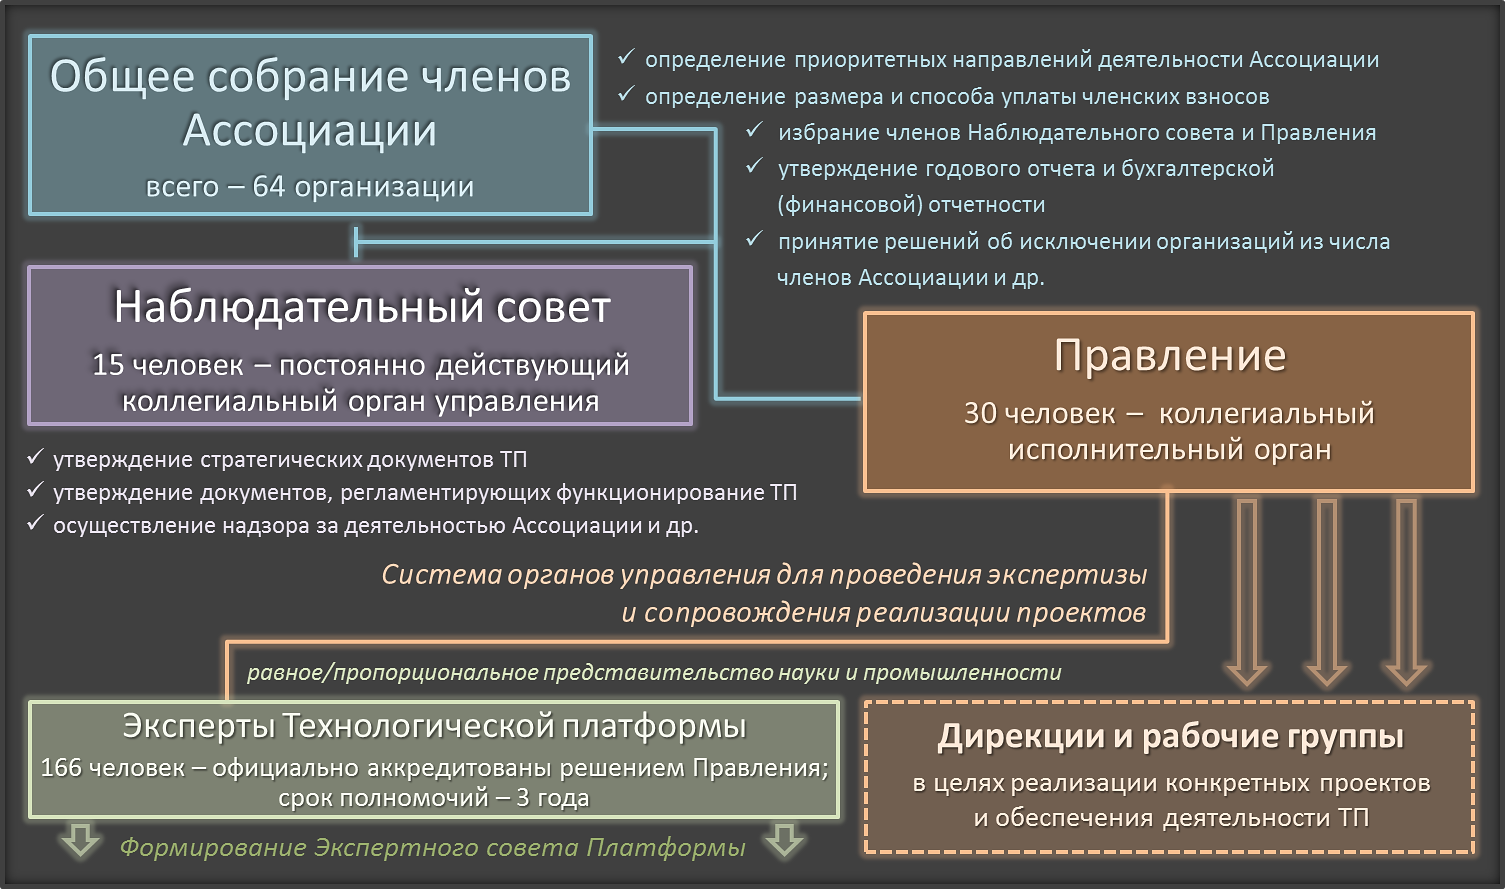 Общее собрание членов
Ассоциации
всего – 64 организации
✓ определение приоритетных направлений деятельности Ассоциации
✓ определение размера и способа уплаты членских взносов
✓ избрание членов Наблюдательного совета и Правления
✓ утверждение годового отчета и бухгалтерской
(финансовой) отчетности
✓ принятие решений об исключении организаций из числа
членов Ассоциации и др.
Наблюдательный совет
15 человек – постоянно действующий
коллегиальный орган управления
✓ утверждение стратегических документов ТП
✓ утверждение документов, регламентирующих функционирование ТП
✓ осуществление надзора за деятельностью Ассоциации и др.
Правление
30 человек – коллегиальный
исполнительный орган
Система органов управления для проведения экспертизы
и сопровождения реализации проектов
равное/пропорциональное представительство науки и промышленности
Эксперты Технологической платформы
166 человек – официально аккредитованы решением Правления;
срок полномочий – 3 года
Формирование Экспертного совета Платформы
Дирекции и рабочие группы
в целях реализации конкретных проектов
и обеспечения деятельности ТП